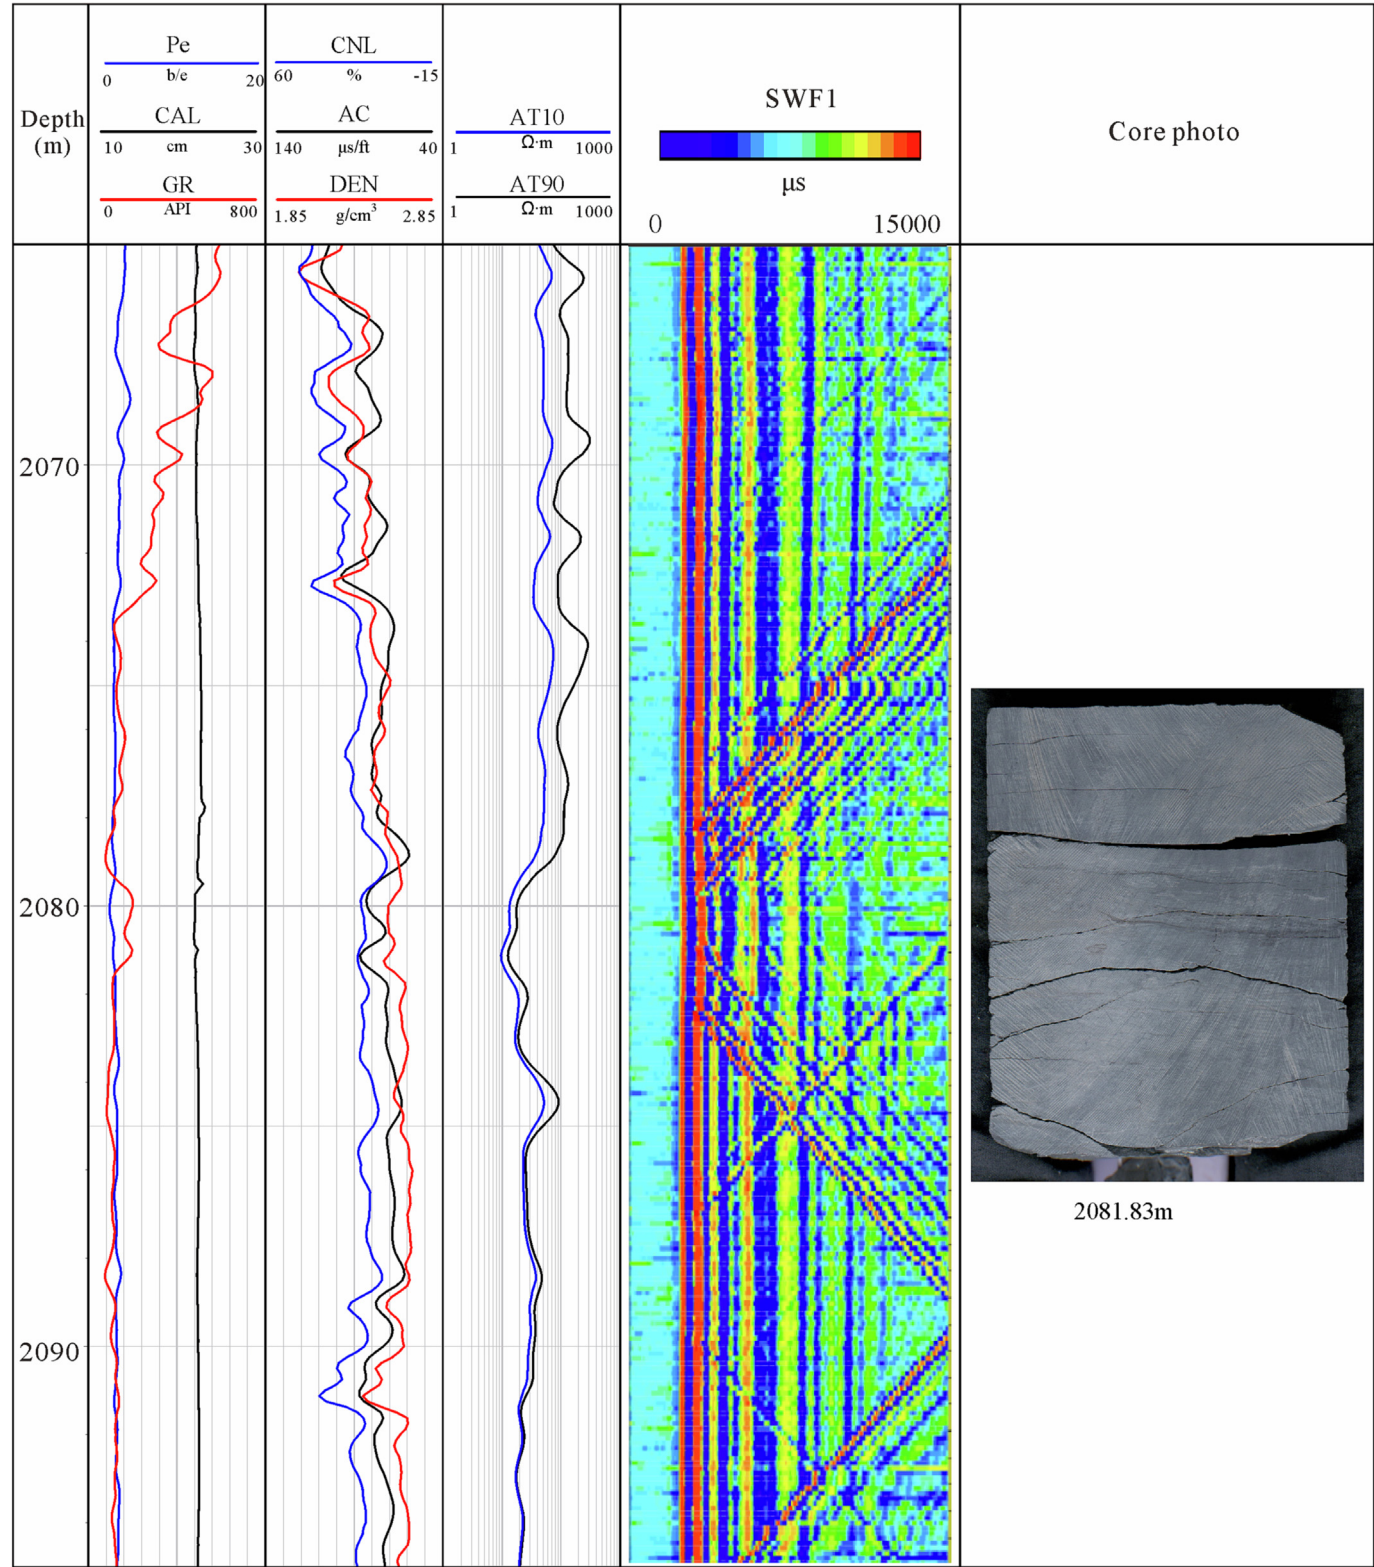 Depth
(m)
Pe
0 b/e 20
CAL
10 cm 30
GR
0 API 800
CNL
60 % -15
AC
140 μs/ft 40
DEN
1.85 g/cm³ 2.85
AT10
1 Ω·m 1000
AT90
1 Ω·m 1000
SWF1
μs
0 15000
Core photo
2070
2080
2090
2081.83m